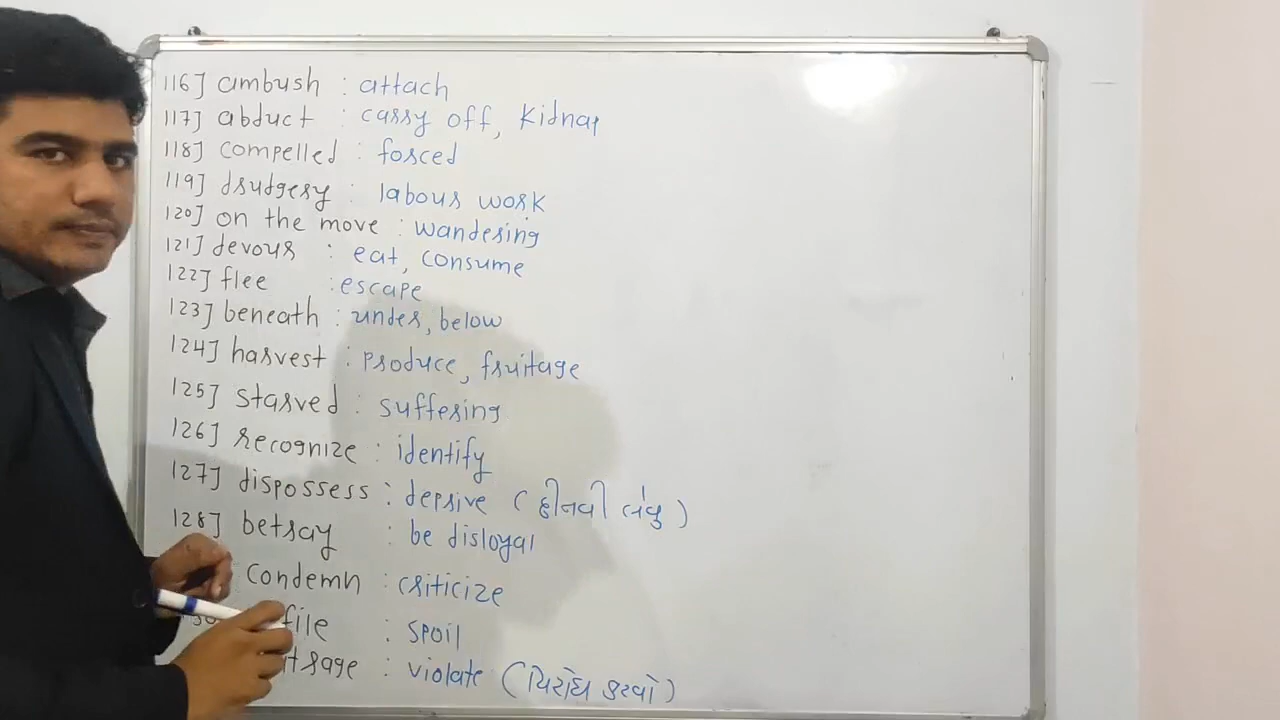 116] ambush : attach
117] abduct : carry off, kidnap
118] compelled : forced
119] drudgery : labour work
120] on the move : wandering
121] devour : eat, consume
122] flee : escape
123] beneath : under, below
124] harvest : produce, fruitage
125] starved : suffering
126] recognize : identify
127] dispossess : deprive (
128] betray : be disloyal
condemn : criticize
file : spoil
trage : violate (વિરોધ કરવો)